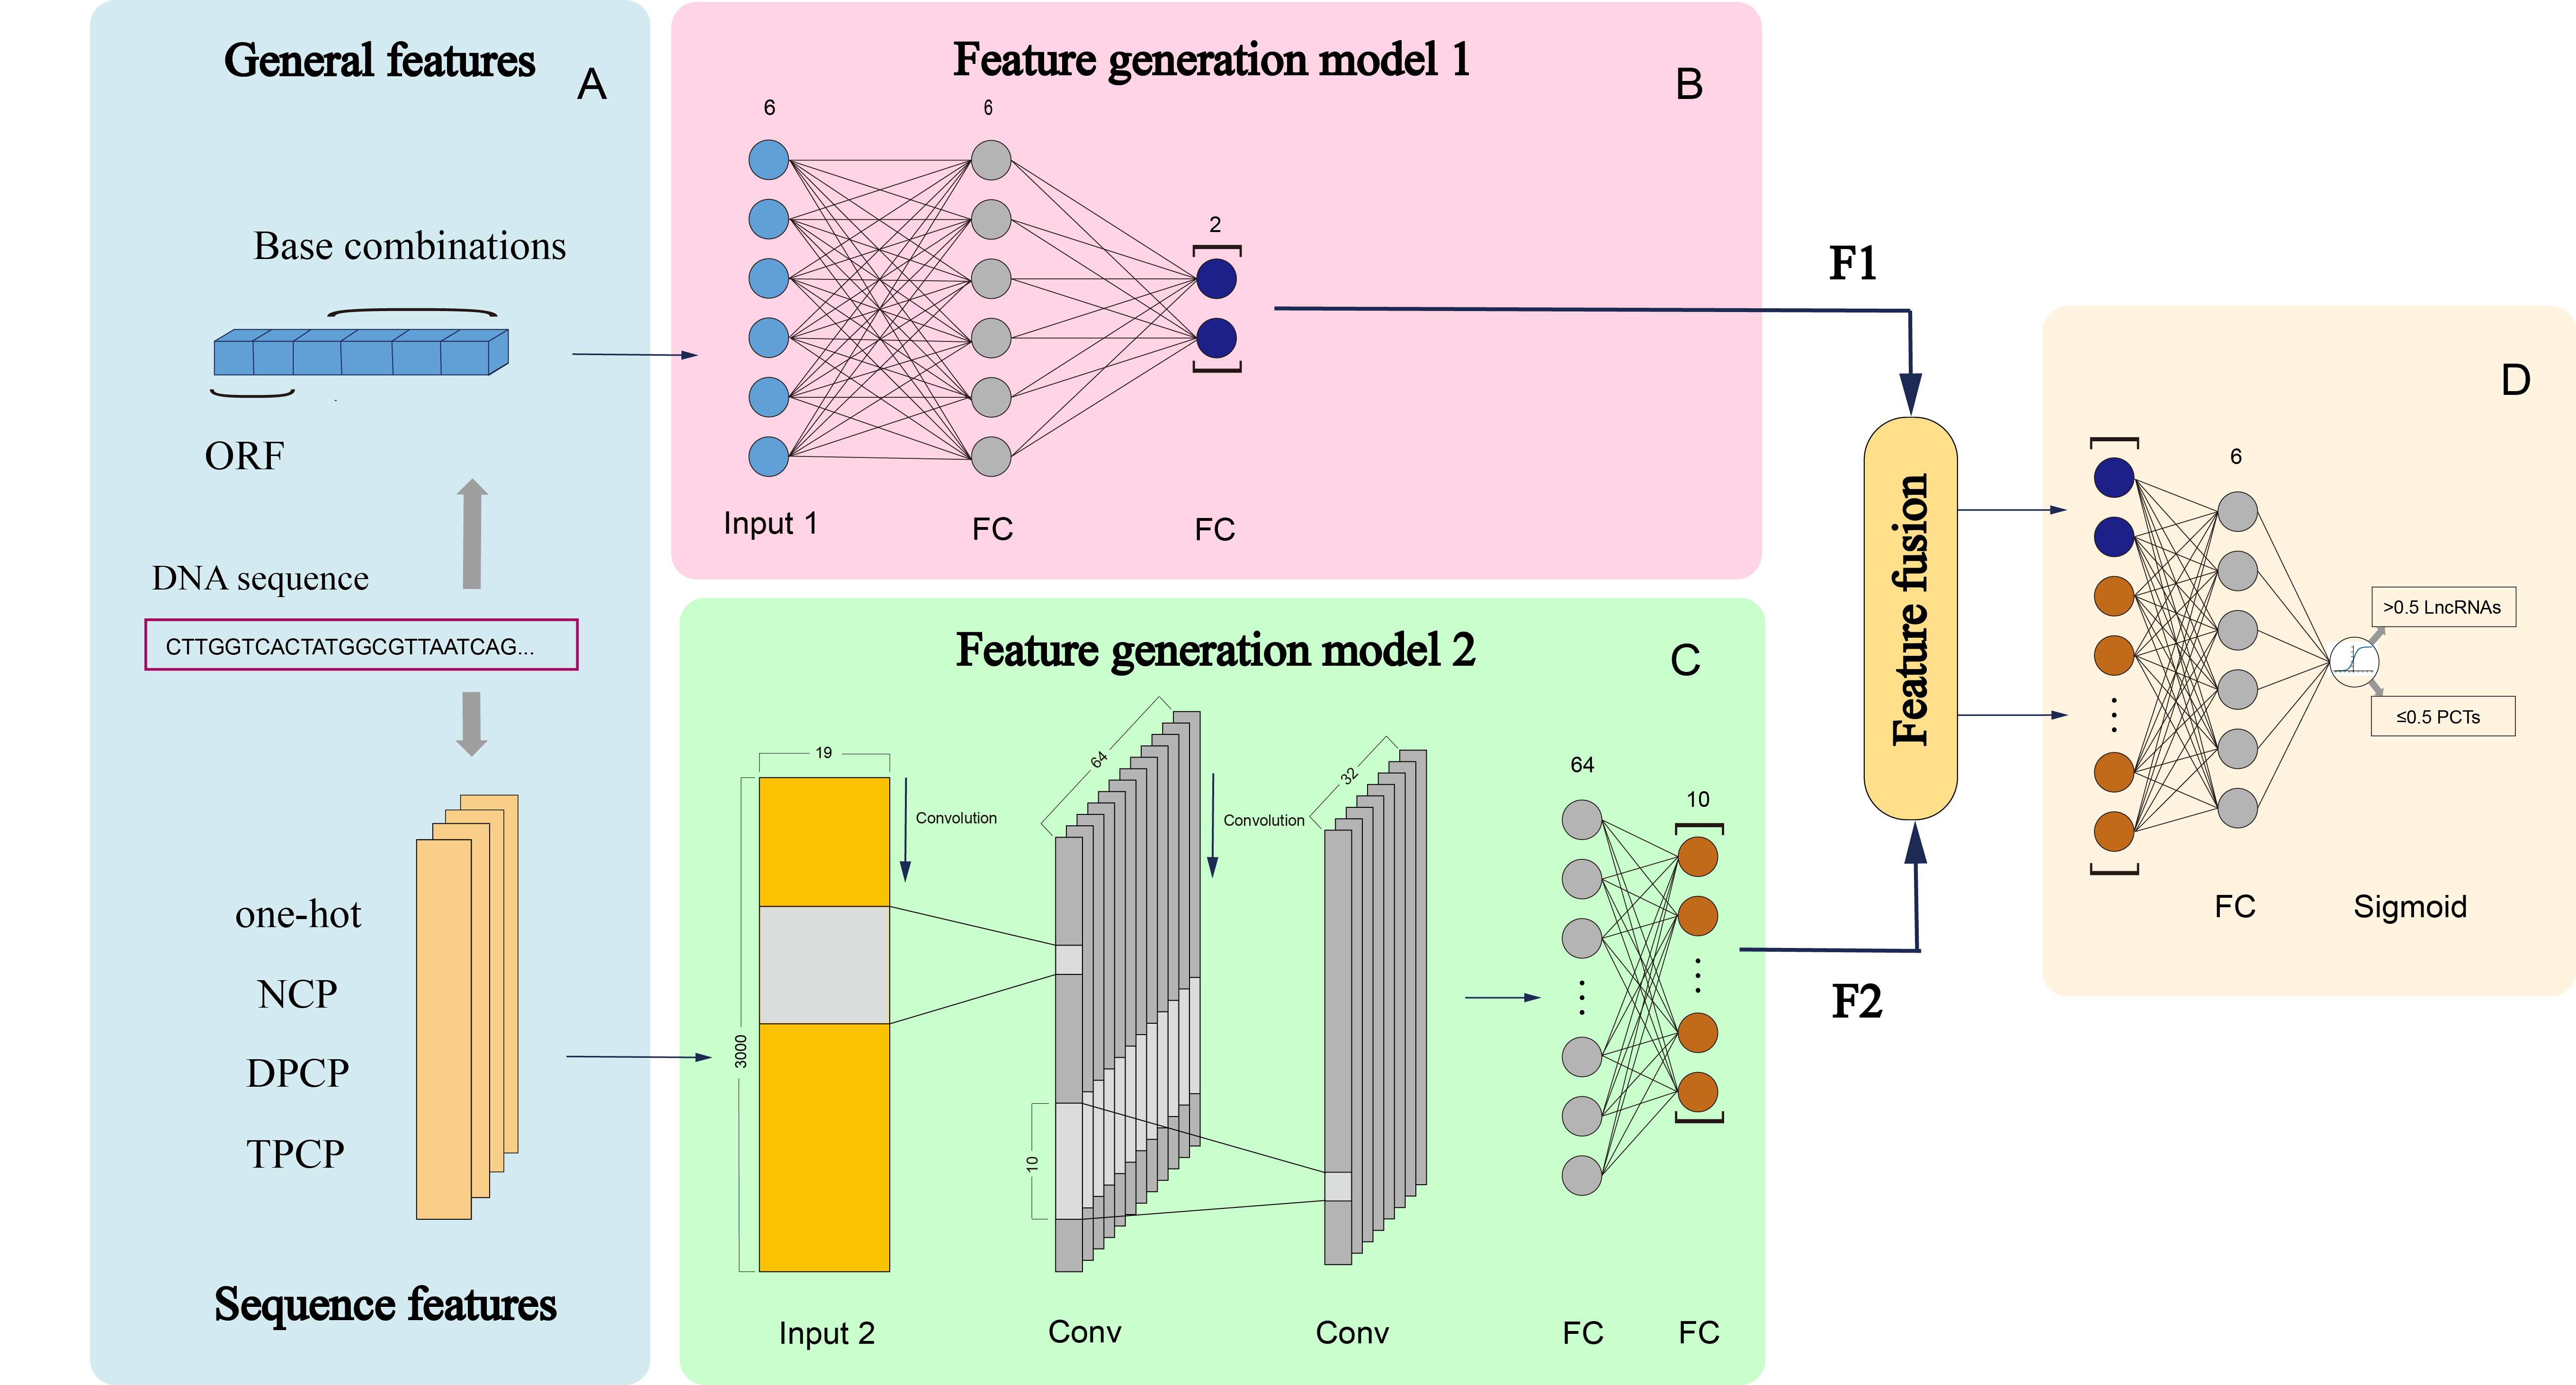 General features
A
Base combinations
ORF
DNA sequence
CTTGGTCACTATGGCGTTAATCAG...
one-hot
NCP
DPCP
TPCP
Sequence features
Feature generation model 1
B
6
6
2
Input 1
FC
FC
Feature generation model 2
C
19
3000
Convolution
64
10
Convolution
32
64
10
Input 2
Conv
Conv
FC
FC
F1
Feature fusion
F2
D
6
>0.5 LncRNAs
≤0.5 PCTs
FC
Sigmoid